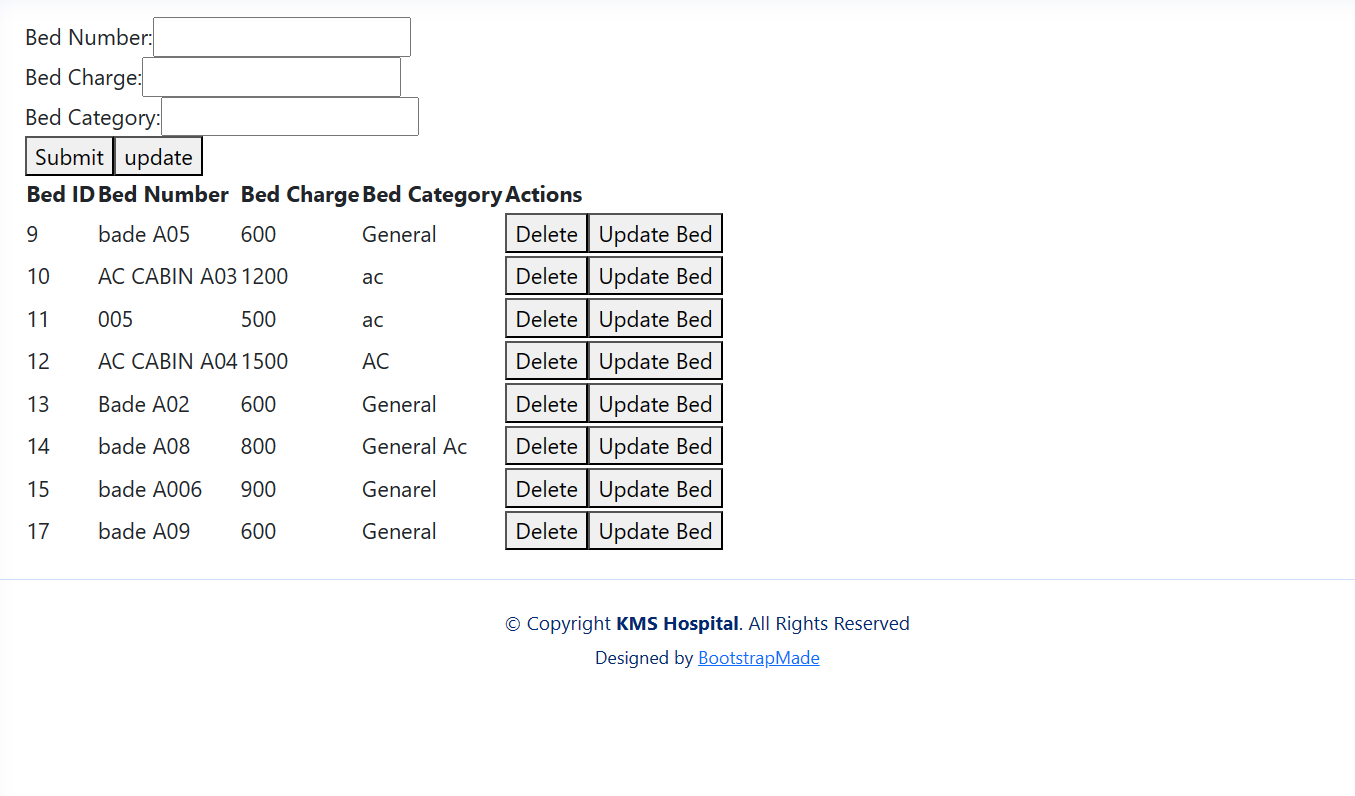 Bed Number:
Bed Charge:
Bed Category:
Submit update
Bed ID Bed Number Bed Charge Bed Category Actions
9 bade A05 600 General Delete Update Bed
10 AC CABIN A03 1200 ac Delete Update Bed
11 005 500 ac Delete Update Bed
12 AC CABIN A04 1500 AC Delete Update Bed
13 Bade A02 600 General Delete Update Bed
14 bade A08 800 General Ac Delete Update Bed
15 bade A006 900 Genarel Delete Update Bed
17 bade A09 600 General Delete Update Bed
© Copyright KMS Hospital. All Rights Reserved
Designed by BootstrapMade